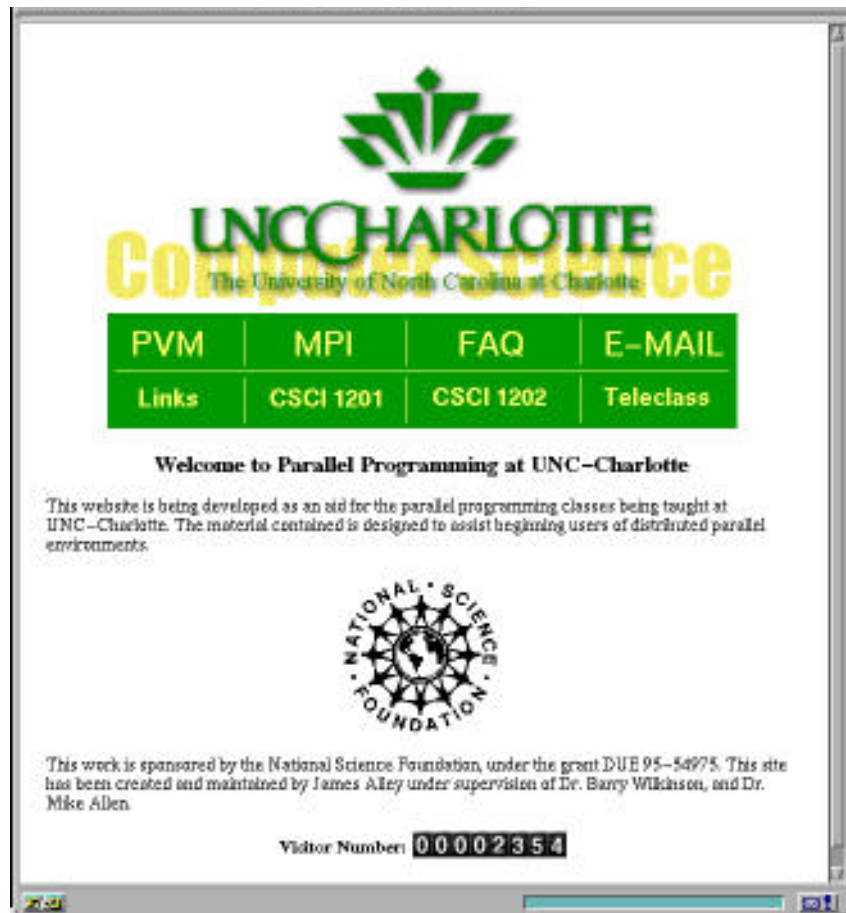 UNCCHARLOTTE
Computer Science
The University of North Carolina at Charlotte
PVM MPI FAQ E-MAIL
Links CSCI 1201 CSCI 1202 Teleclass
Welcome to Parallel Programming at UNC-Charlotte
This website is being developed as an aid for the parallel programming classes being taught at
UNC-Charlotte. The material contained is designed to assist beginning users of distributed parallel
environments.
NATIONAL · SCIENCE · FOUNDATION ·
This work is sponsored by the National Science Foundation, under the grant DUE 95-54975. This site
has been created and maintained by James Alley under supervision of Dr. Barry Wilkinson, and Dr.
Mike Allen.
Visitor Number: 00002354